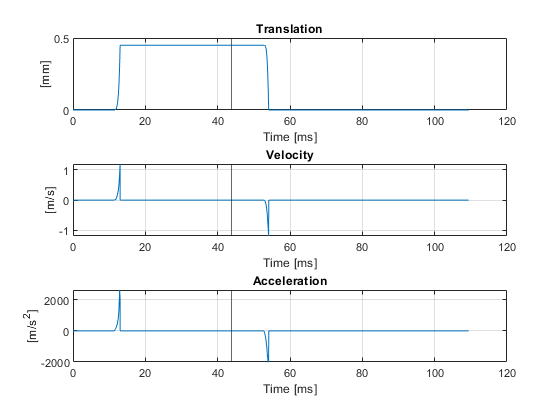 Translation
0.5
[mm]
0
0 20 40 60 80 100 120
Time [ms]
Velocity
1
[m/s]
0
-1
0 20 40 60 80 100 120
Time [ms]
Acceleration
2000
[m/s²]
0
-2000
0 20 40 60 80 100 120
Time [ms]